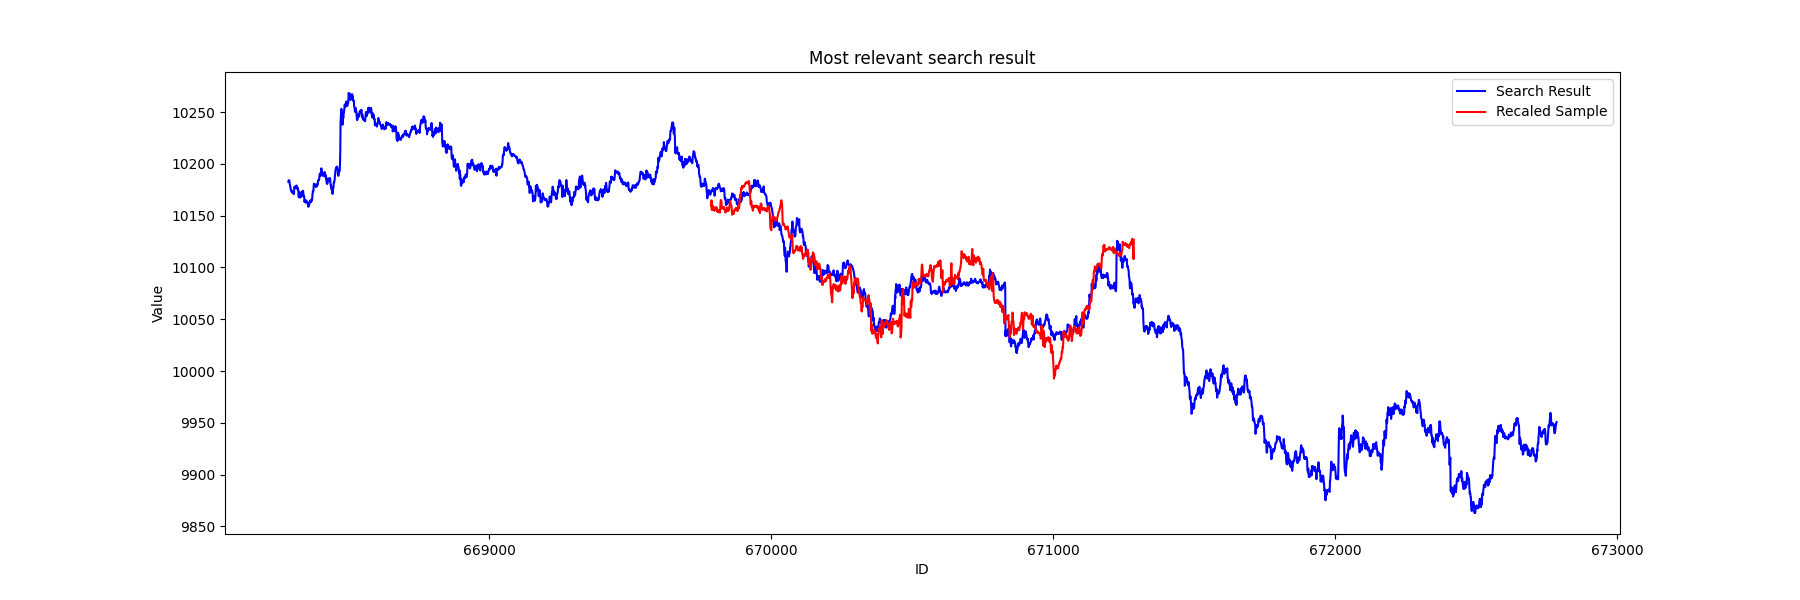 Most relevant search result
Search Result
Recaled Sample
Value
10250
10200
10150
10100
10050
10000
9950
9900
9850
669000
670000
671000
672000
673000
ID